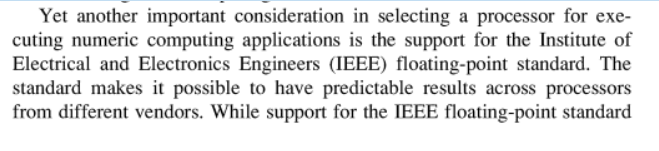 Yet another important consideration in selecting a processor for exe-
cuting numeric computing applications is the support for the Institute of
Electrical and Electronics Engineers (IEEE) floating-point standard. The
standard makes it possible to have predictable results across processors
from different vendors. While support for the IEEE floating-point standard